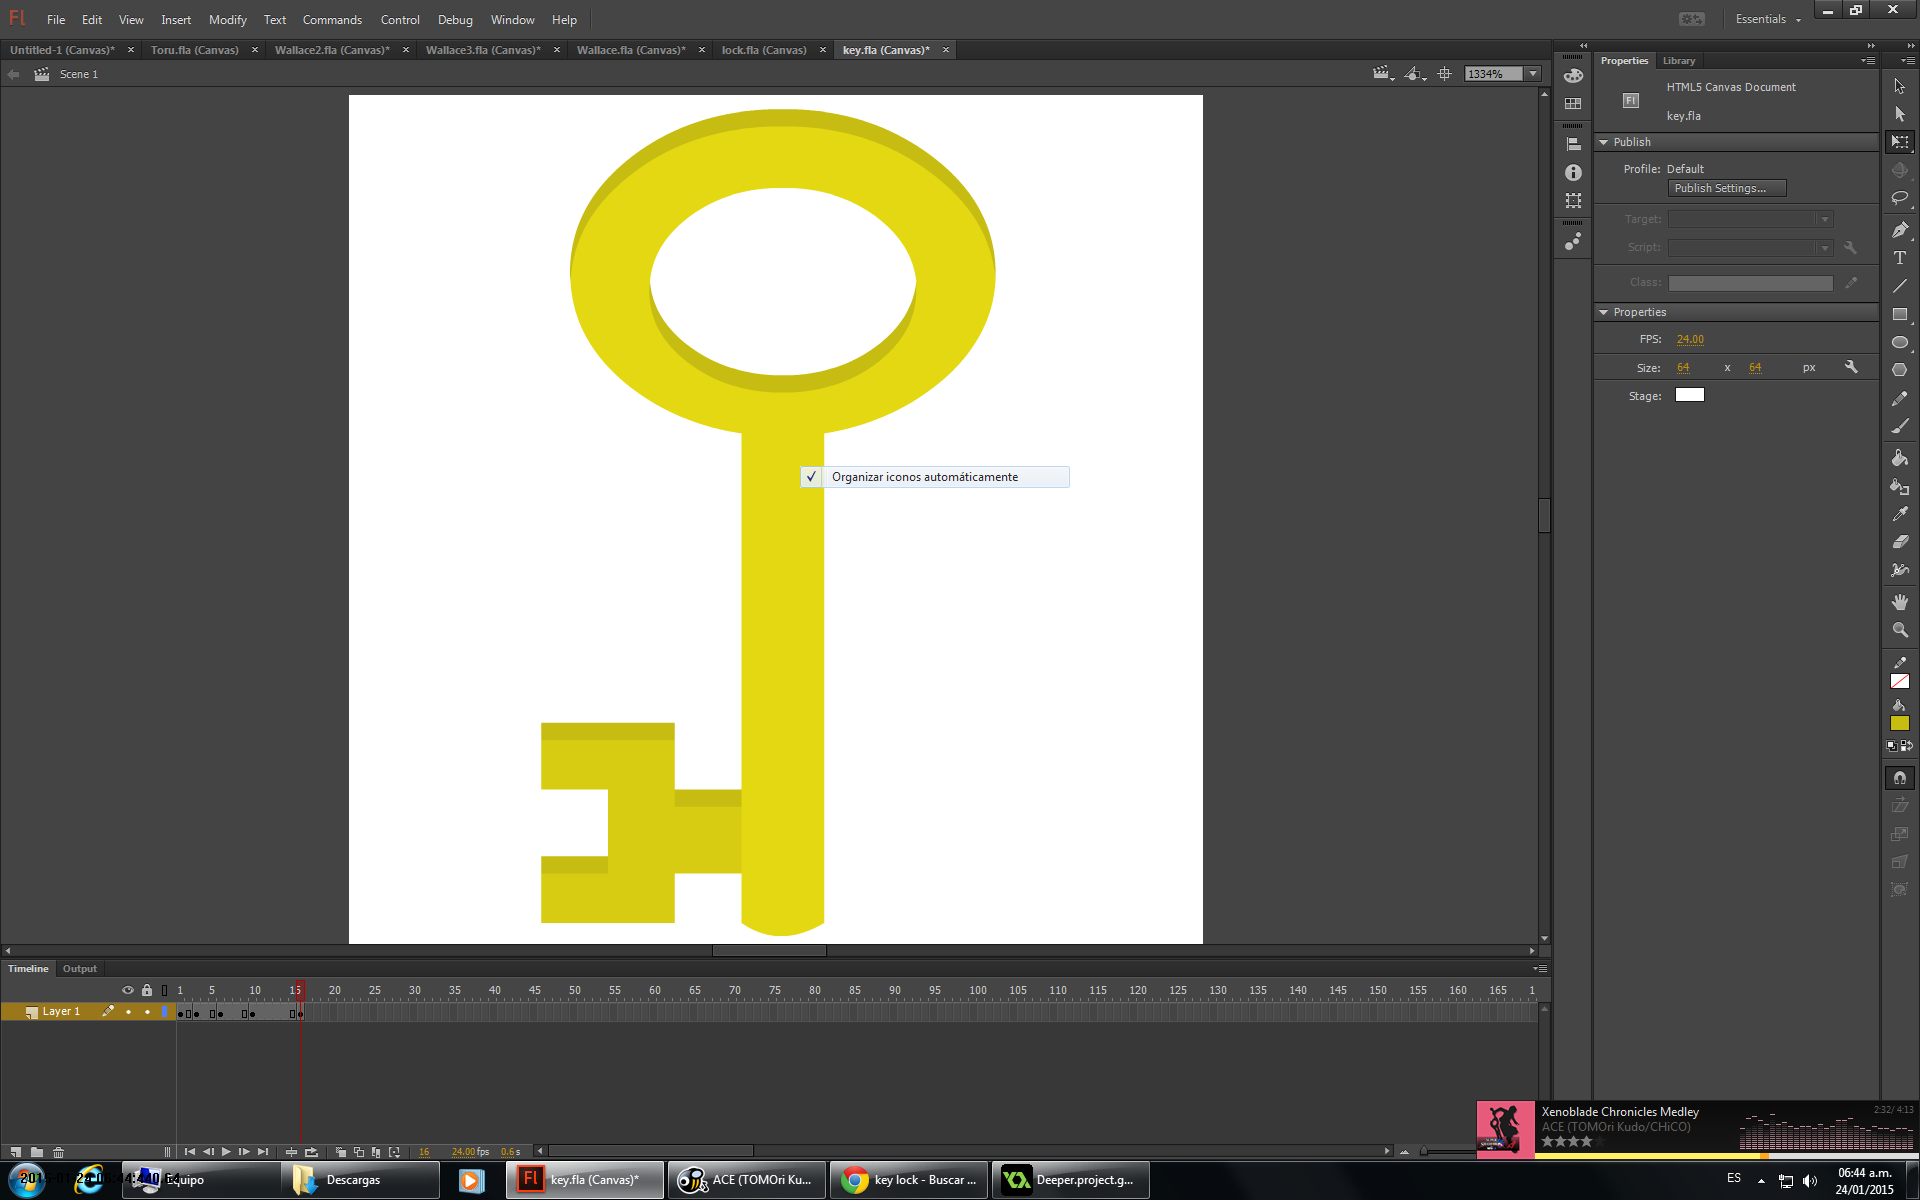 Fl File Edit View Insert Modify Text Commands Control Debug Window Help Essentials
Untitled-1 (Canvas)* Toru.fla (Canvas) Wallace2.fla (Canvas)* Wallace3.fla (Canvas)* Wallace.fla (Canvas)* lock.fla (Canvas) key.fla (Canvas)*
Scene 1 1334%
Properties Library
HTML5 Canvas Document
Fl
key.fla
Publish
Profile: Default
Publish Settings...
Target:
Script:
Class:
Properties
FPS: 24.00
Size: 64 x 64 px
Stage:
Organizar iconos automáticamente
Timeline Output
1 5 10 15 20 25 30 35 40 45 50 55 60 65 70 75 80 85 90 95 100 105 110 115 120 125 130 135 140 145 150 155 160 165 1
Layer 1
16 24.00 fps 0.6 s
Xenoblade Chronicles Medley 2:32/ 4:13
ACE (TOMOri Kudo/CHiCO)
Equipo Descargas Fl key.fla (Canvas)* ACE (TOMOri Ku... key lock - Buscar ... Deeper.project.g... ES
06:44 a.m.
24/01/2015